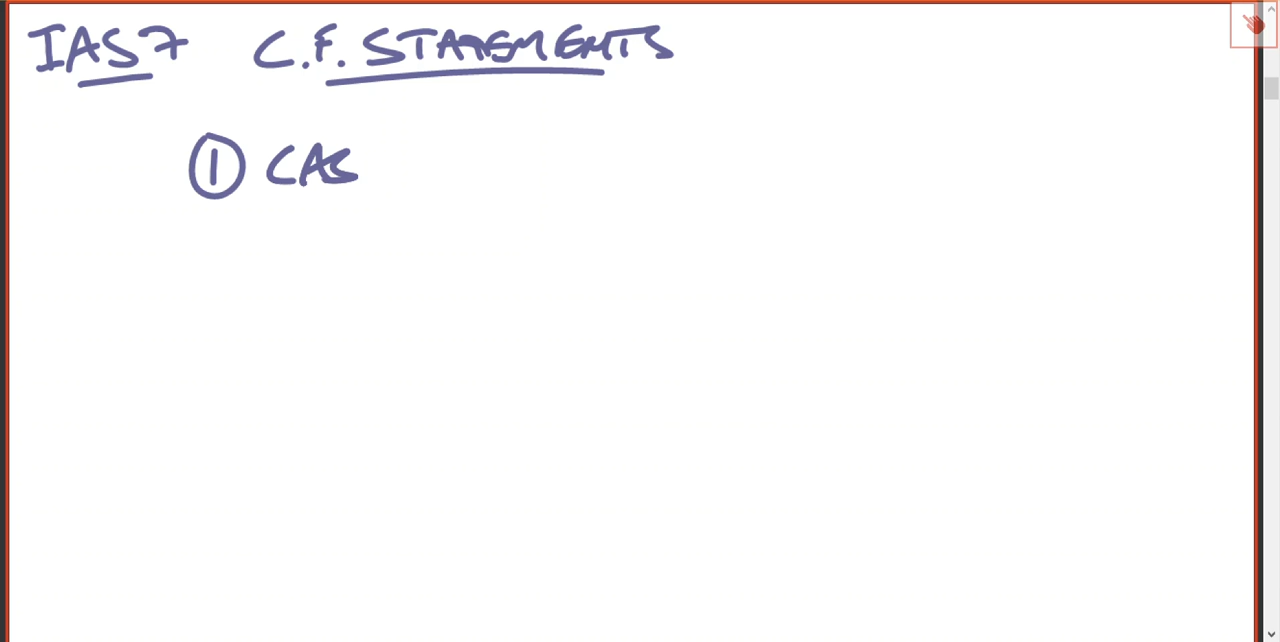 IAS7 C.F. STATEMENTS
① CAS